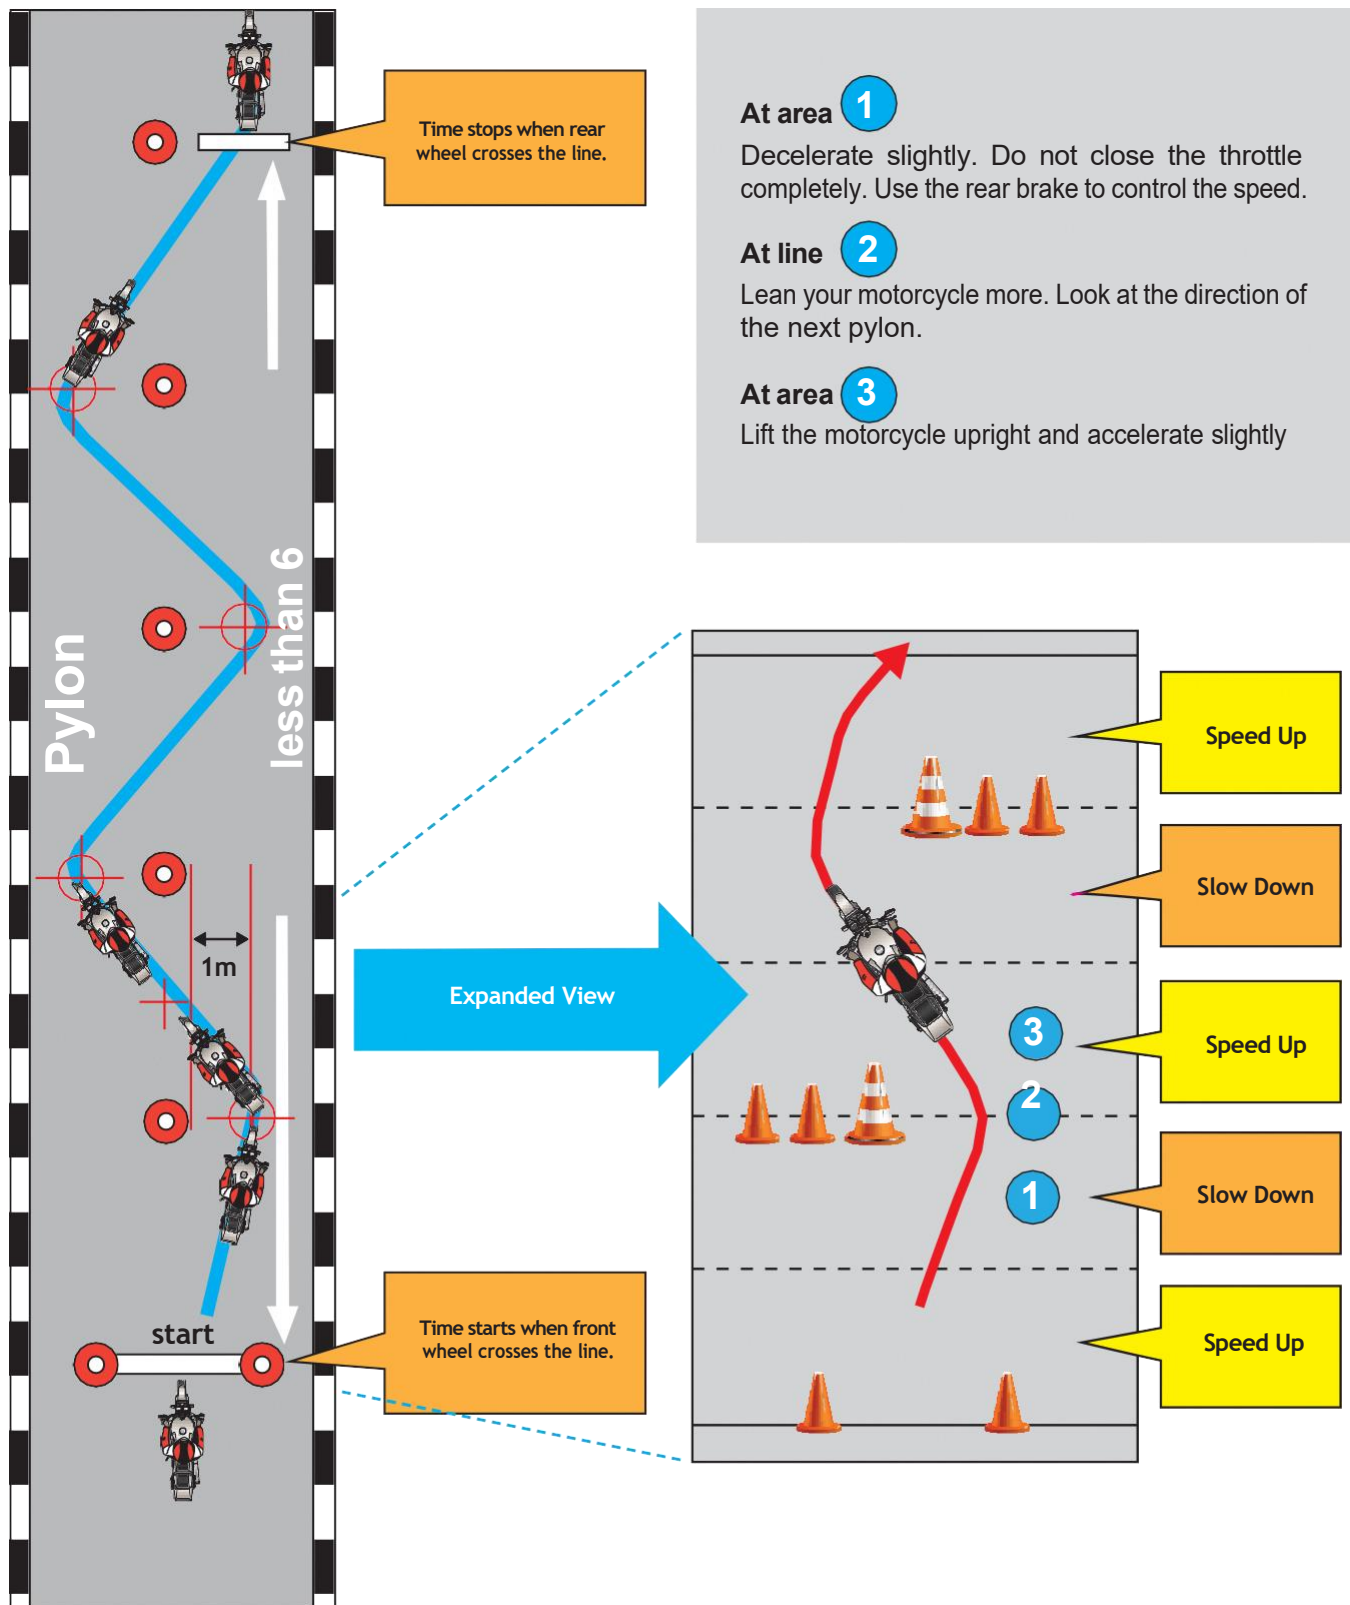 Time stops when rear
wheel crosses the line.
Pylon
less than 6
1m
start
Time starts when front
wheel crosses the line.
At area 1
Decelerate slightly. Do not close the throttle
completely. Use the rear brake to control the speed.
At line 2
Lean your motorcycle more. Look at the direction of
the next pylon.
At area 3
Lift the motorcycle upright and accelerate slightly
Expanded View
Speed Up
Slow Down
3
Speed Up
2
1
Slow Down
Speed Up